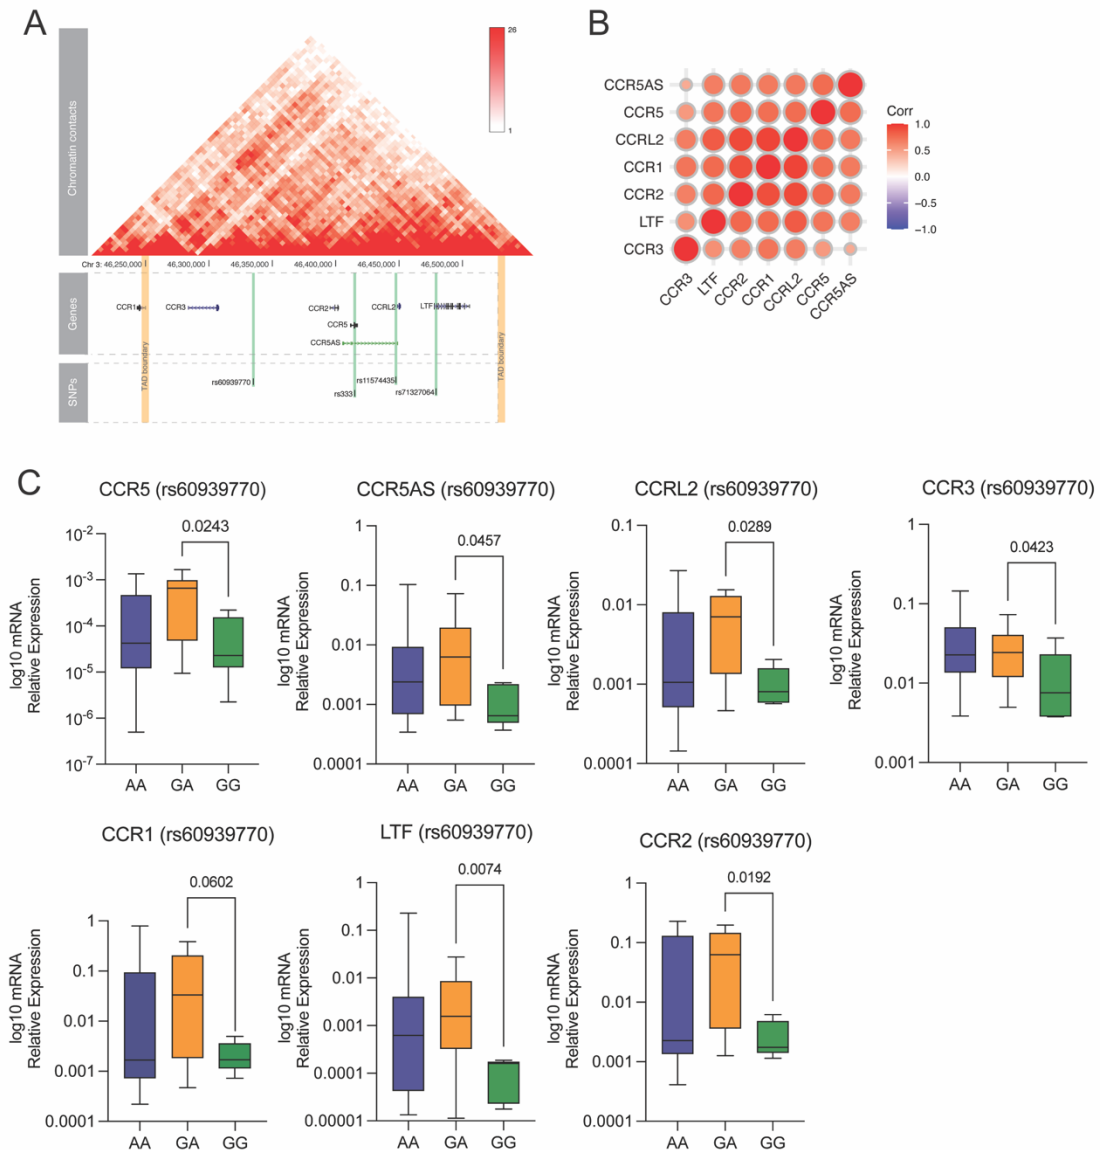 A
Chromatin contacts
26
1
Chr 3: 46,250,000 46,300,000 46,350,000 46,400,000 46,450,000 46,500,000
Genes
CCR1
CCR3
CCR2
CCRL2
LTF
CCR5
CCR5AS
TAD boundary
TAD boundary
SNPs
rs60939770
rs11574435
rs333
rs71327064
B
CCR5AS
CCR5
CCRL2
CCR1
CCR2
LTF
CCR3
CCR3 LTF CCR2 CCR1 CCRL2 CCR5 CCR5AS
Corr
1.0
0.5
0.0
−0.5
−1.0
C
CCR5 (rs60939770)
0.0243
log10 mRNA
Relative Expression
10-2
10-3
10-4
10-5
10-6
10-7
AA GA GG
CCR5AS (rs60939770)
0.0457
log10 mRNA
Relative Expression
1
0.1
0.01
0.001
0.0001
AA GA GG
CCRL2 (rs60939770)
0.0289
log10 mRNA
Relative Expression
0.1
0.01
0.001
0.0001
AA GA GG
CCR3 (rs60939770)
0.0423
log10 mRNA
Relative Expression
1
0.1
0.01
0.001
AA GA GG
CCR1 (rs60939770)
0.0602
log10 mRNA
Relative Expression
1
0.1
0.01
0.001
0.0001
AA GA GG
LTF (rs60939770)
0.0074
log10 mRNA
Relative Expression
1
0.1
0.01
0.001
0.0001
0.00001
AA GA GG
CCR2 (rs60939770)
0.0192
log10 mRNA
Relative Expression
1
0.1
0.01
0.001
0.0001
AA GA GG